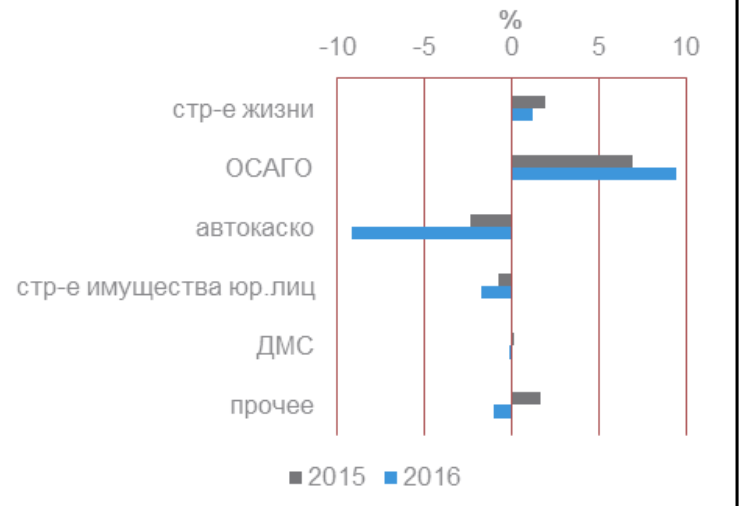 %
-10 -5 0 5 10
стр-е жизни
ОСАГО
автокаско
стр-е имущества юр.лиц
ДМС
прочее
2015 2016